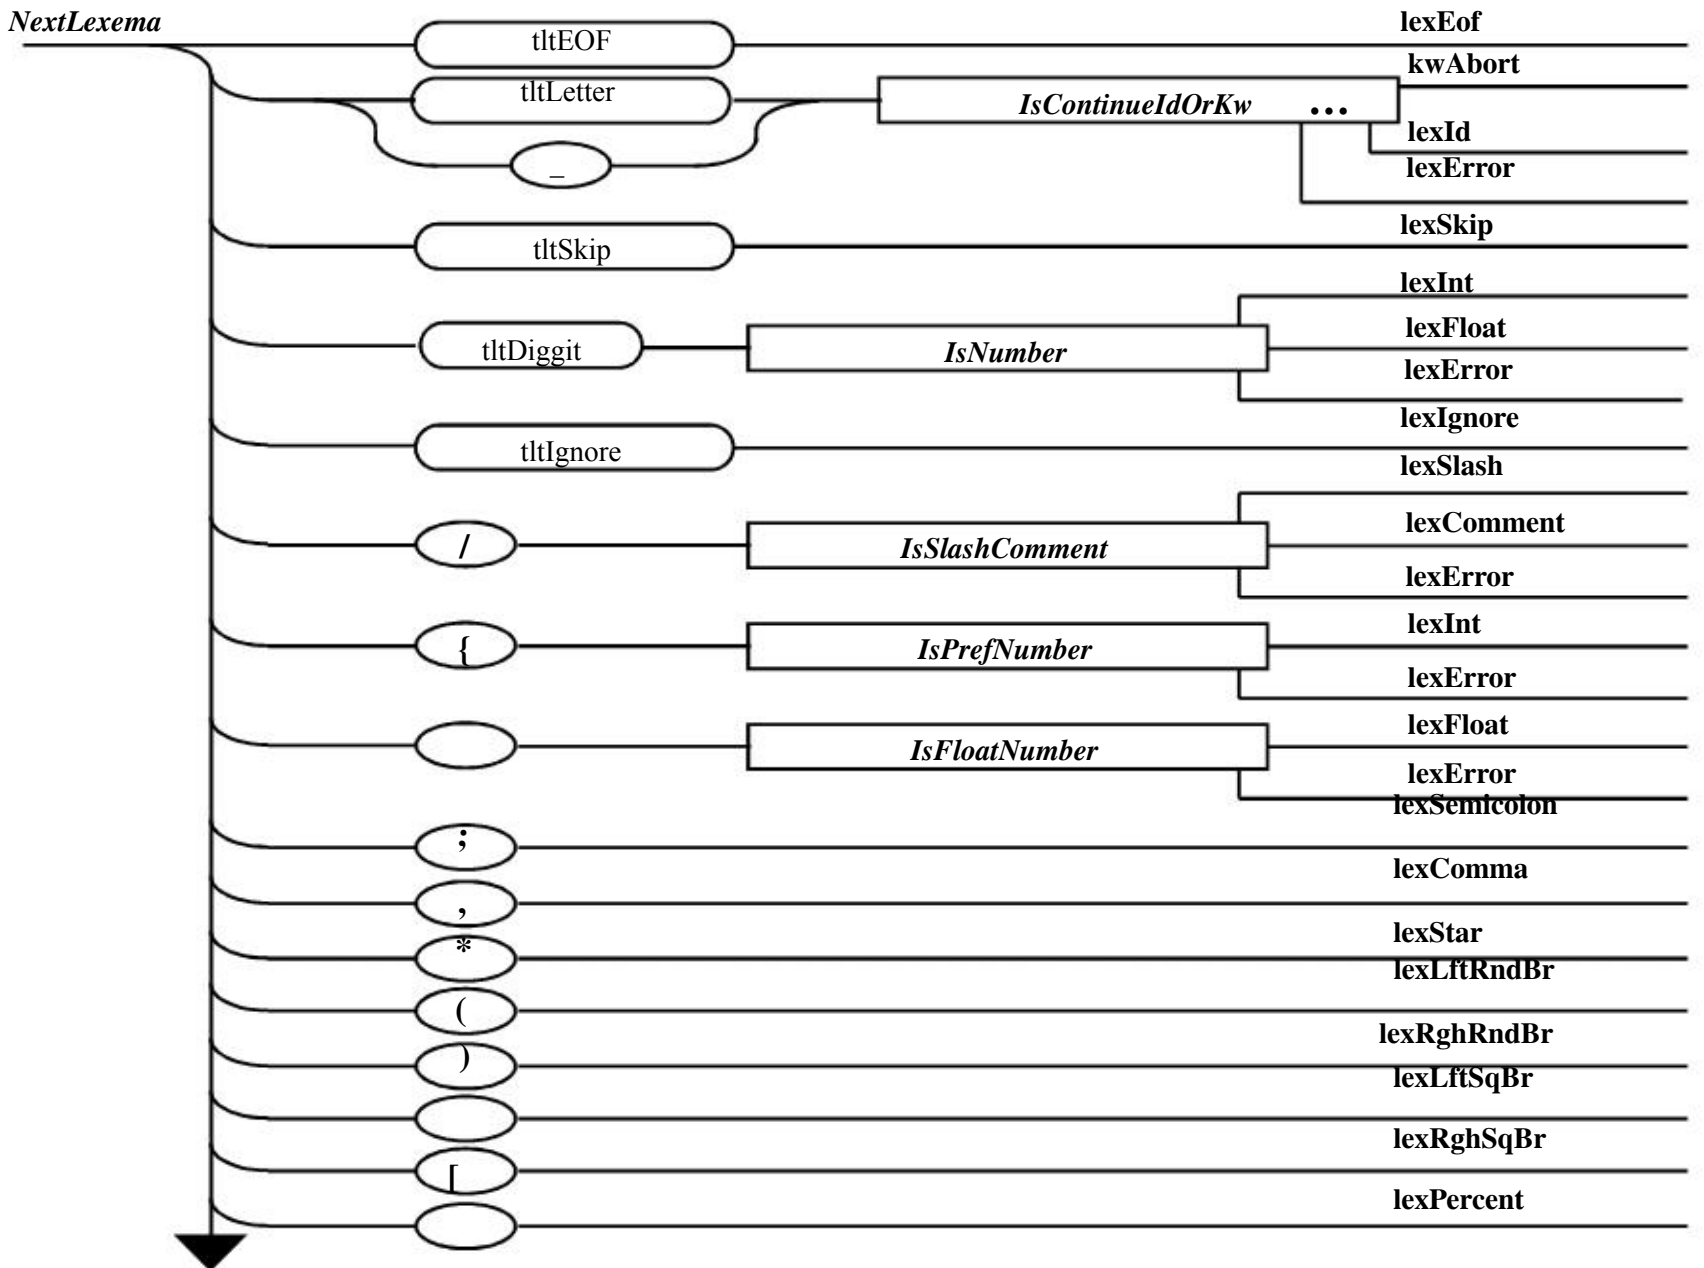 NextLexema
tltEOF
lexEof
kwAbort
tltLetter
IsContinueIdOrKw ...
lexId
_
lexError
tltSkip
lexSkip
lexInt
tltDiggit
IsNumber
lexFloat
lexError
tltIgnore
lexIgnore
lexSlash
/
IsSlashComment
lexComment
lexError
{
IsPrefNumber
lexInt
lexError
IsFloatNumber
lexFloat
lexError
lexSemicolon
;
lexComma
,
lexStar
*
lexLftRndBr
(
lexRghRndBr
)
lexLftSqBr
lexRghSqBr
[
lexPercent